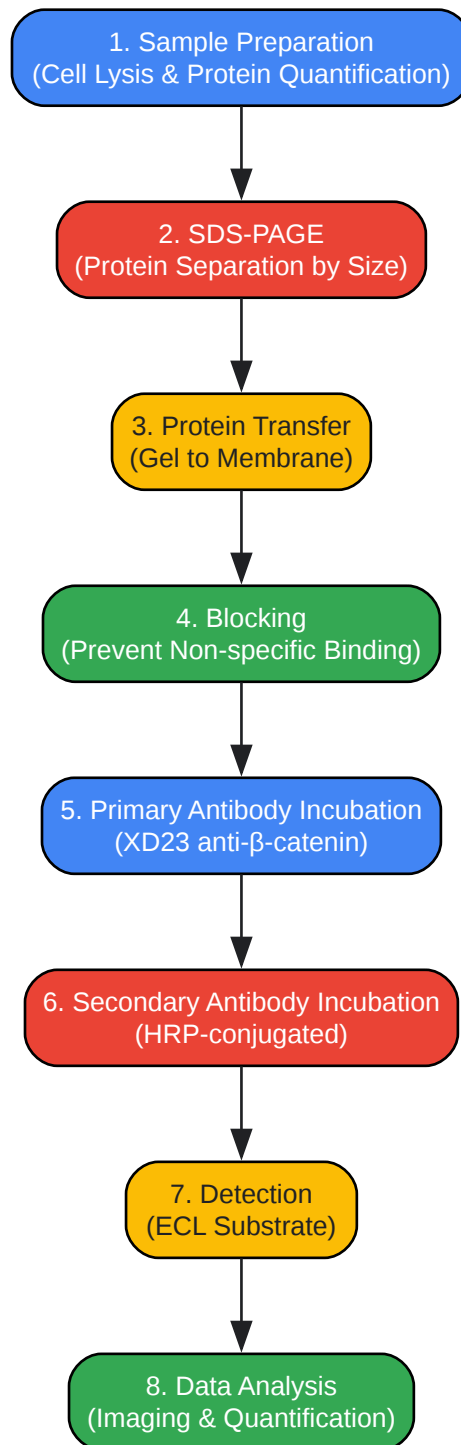 1. Sample Preparation
(Cell Lysis & Protein Quantification)
2. SDS-PAGE
(Protein Separation by Size)
3. Protein Transfer
(Gel to Membrane)
4. Blocking
(Prevent Non-specific Binding)
5. Primary Antibody Incubation
(XD23 anti-β-catenin)
6. Secondary Antibody Incubation
(HRP-conjugated)
7. Detection
(ECL Substrate)
8. Data Analysis
(Imaging & Quantification)